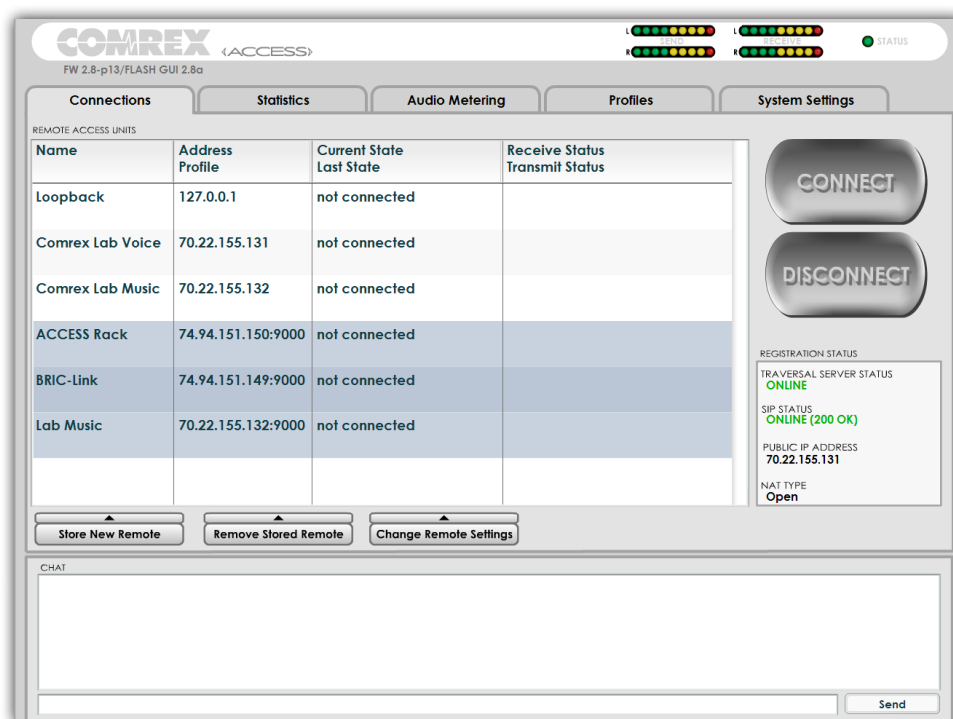 COMREX (ACCESS)
L SEND R
L RECEIVE R
STATUS
FW 2.8-p13/FLASH GUI 2.8a
Connections Statistics Audio Metering Profiles System Settings
REMOTE ACCESS UNITS
Name Address Current State Receive Status
Profile Last State Transmit Status
Loopback 127.0.0.1 not connected
Comrex Lab Voice 70.22.155.131 not connected
Comrex Lab Music 70.22.155.132 not connected
ACCESS Rack 74.94.151.150:9000 not connected
BRIC-Link 74.94.151.149:9000 not connected
Lab Music 70.22.155.132:9000 not connected
CONNECT
DISCONNECT
REGISTRATION STATUS
TRAVERSAL SERVER STATUS
ONLINE
SIP STATUS
ONLINE (200 OK)
PUBLIC IP ADDRESS
70.22.155.131
NAT TYPE
Open
Store New Remote Remove Stored Remote Change Remote Settings
CHAT
Send